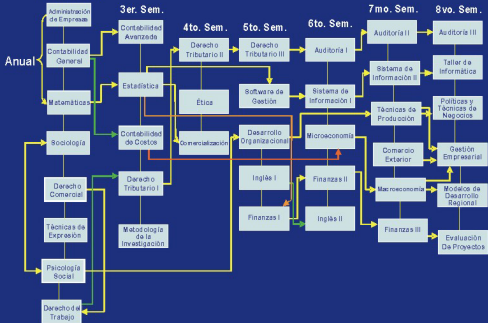 Anual
Administración
de Empresas
Contabilidad
General
Matemáticas
Sociología
Derecho
Comercial
Técnicas de
Expresión
Psicología
Social
Derecho del
Trabajo
3er. Sem.
Contabilidad
Avanzada
Estadística
Contabilidad
de Costos
Derecho
Tributario I
Metodología
de la
Investigación
4to. Sem.
Derecho
Tributario II
Ética
Comercialización
5to. Sem.
Derecho
Tributario III
Software de
Gestión
Desarrollo
Organizacional
Inglés I
Finanzas I
6to. Sem.
Auditoría I
Sistema de
Información I
Microeconomía
Finanzas II
Inglés II
7mo. Sem.
Auditoría II
Sistema de
Información II
Técnicas de
Producción
Comercio
Exterior
Macroeconomía
Finanzas III
8vo. Sem.
Auditoría III
Taller de
Informática
Políticas y
Técnicas de
Negocios
Gestión
Empresarial
Modelos de
Desarrollo
Regional
Evaluación
De Proyectos